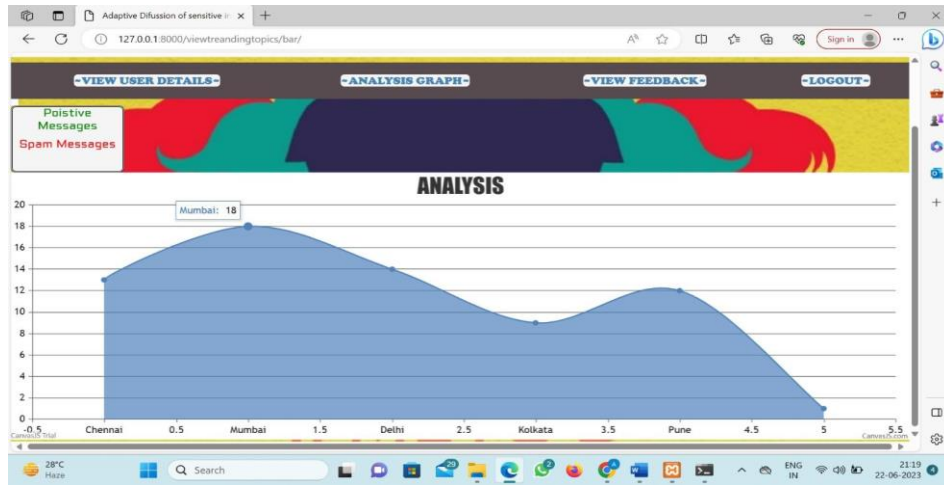 Adaptive Difussion of sensitive in
127.0.0.1:8000/viewtreandingtopics/bar/
Sign in
-VIEW USER DETAILS-
-ANALYSIS GRAPH-
-VIEW FEEDBACK-
-LOGOUT-
Poistive
Messages
Spam Messages
ANALYSIS
20
18
16
14
12
10
8
6
4
2
0
Mumbai: 18
-0.5 Chennai 0.5 Mumbai 1.5 Delhi 2.5 Kolkata 3.5 Pune 4.5 5 5.5
CanvasJS Trial
CanvasJS.com
28°C
Haze
Search
29
2
ENG
IN
21:19
22-06-2023